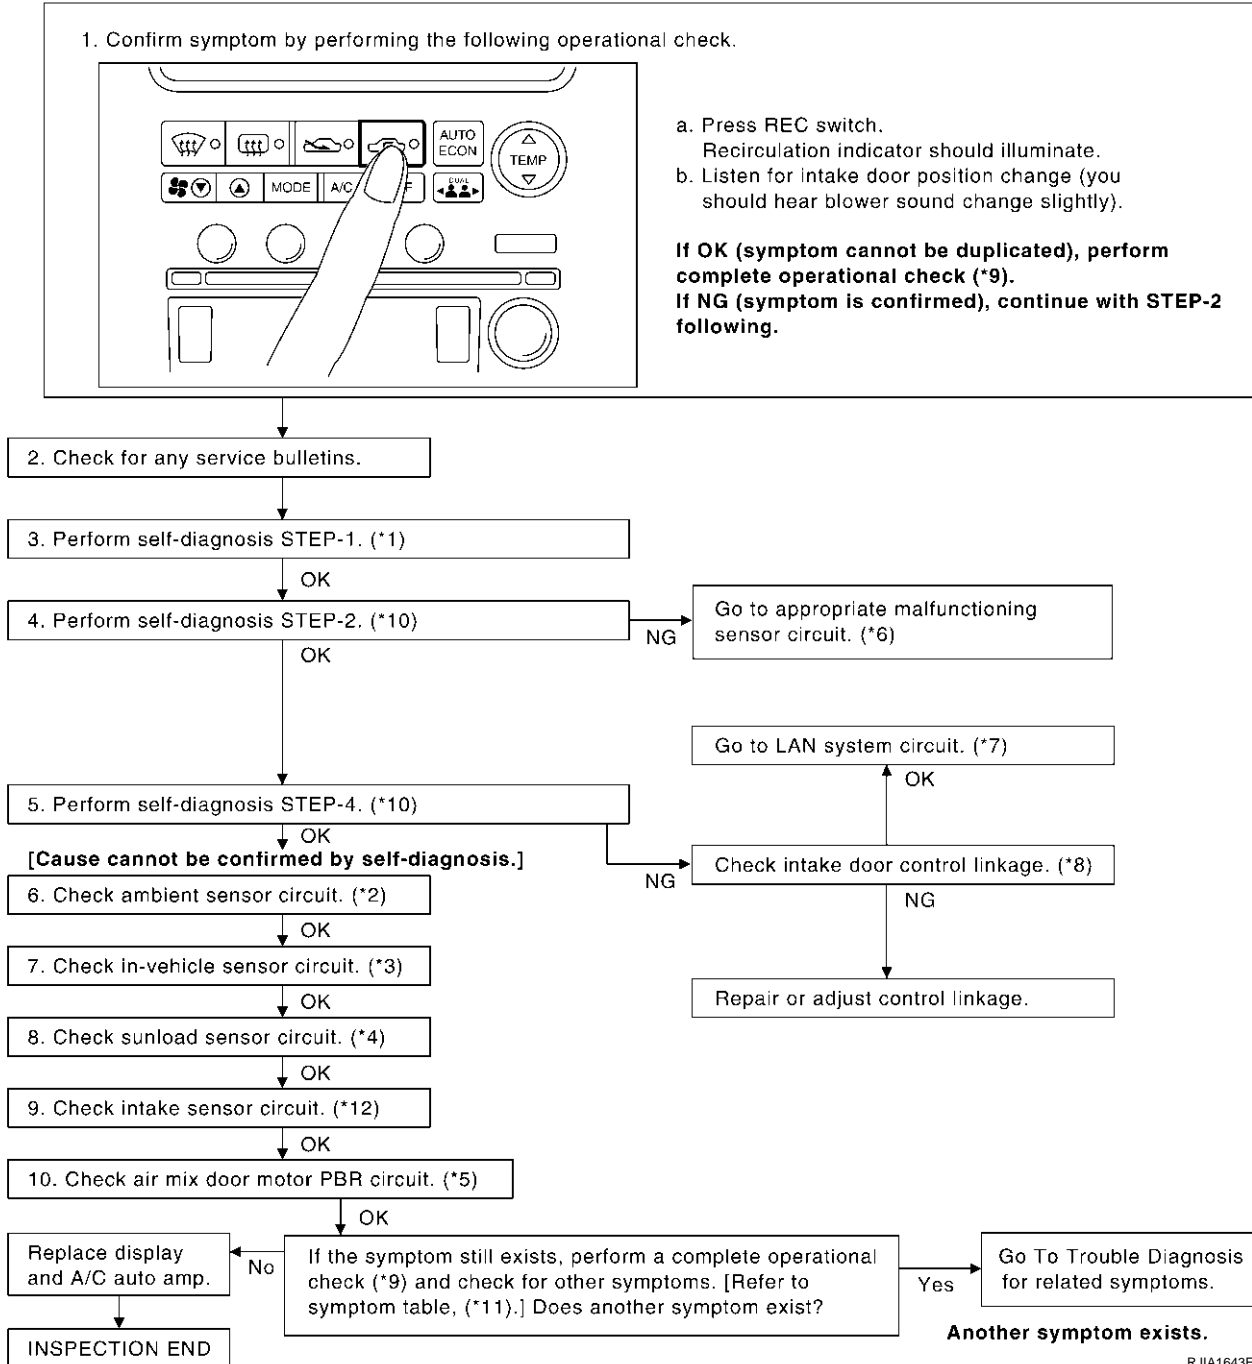 1. Confirm symptom by performing the following operational check.
AUTO
ECON
TEMP
MODE
A/C
F
DUAL
a. Press REC switch.
Recirculation indicator should illuminate.
b. Listen for intake door position change (you
should hear blower sound change slightly).
If OK (symptom cannot be duplicated), perform
complete operational check (*9).
If NG (symptom is confirmed), continue with STEP-2
following.
2. Check for any service bulletins.
3. Perform self-diagnosis STEP-1. (*1)
OK
4. Perform self-diagnosis STEP-2. (*10)
NG
Go to appropriate malfunctioning
sensor circuit. (*6)
OK
Go to LAN system circuit. (*7)
OK
5. Perform self-diagnosis STEP-4. (*10)
OK
[Cause cannot be confirmed by self-diagnosis.]
NG
Check intake door control linkage. (*8)
NG
Repair or adjust control linkage.
6. Check ambient sensor circuit. (*2)
OK
7. Check in-vehicle sensor circuit. (*3)
OK
8. Check sunload sensor circuit. (*4)
OK
9. Check intake sensor circuit. (*12)
OK
10. Check air mix door motor PBR circuit. (*5)
OK
If the symptom still exists, perform a complete operational
check (*9) and check for other symptoms. [Refer to
symptom table, (*11).] Does another symptom exist?
No
Replace display
and A/C auto amp.
INSPECTION END
Yes
Go To Trouble Diagnosis
for related symptoms.
Another symptom exists.
RJIA1643E